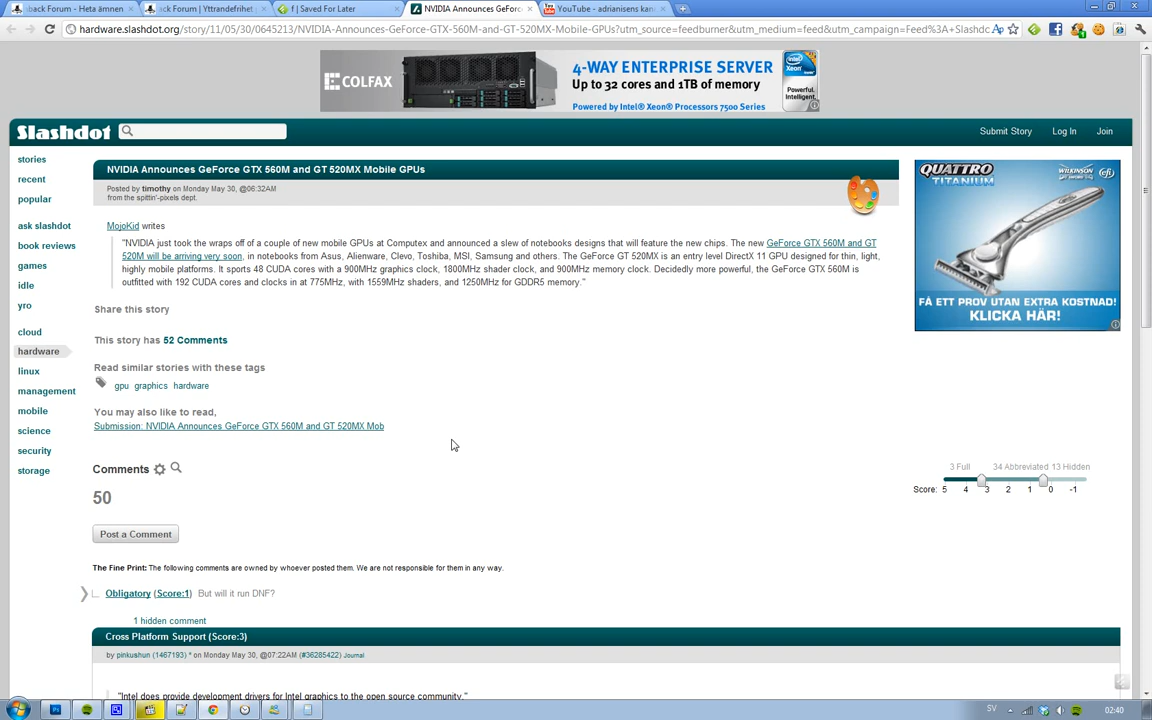 back Forum - Heta ämnen
ack Forum | Yttrandefrihet
f | Saved For Later
NVIDIA Announces GeForc
YouTube - adrianisens kan
hardware.slashdot.org/story/11/05/30/0645213/NVIDIA-Announces-GeForce-GTX-560M-and-GT-520MX-Mobile-GPUs?utm_source=feedburner&utm_medium=feed&utm_campaign=Feed%3A+Slashdc
COLFAX
4-WAY ENTERPRISE SERVER
Up to 32 cores and 1TB of memory
Powered by Intel® Xeon® Processors 7500 Series
Xeon
Powerful.
Intelligent.
Slashdot
Submit Story
Log In
Join
stories
recent
popular
ask slashdot
book reviews
games
idle
yro
cloud
hardware
linux
management
mobile
science
security
storage
NVIDIA Announces GeForce GTX 560M and GT 520MX Mobile GPUs
Posted by timothy on Monday May 30, @06:32AM
from the spittin'-pixels dept.
MojoKid writes
"NVIDIA just took the wraps off of a couple of new mobile GPUs at Computex and announced a slew of notebooks designs that will feature the new chips. The new GeForce GTX 560M and GT
520M will be arriving very soon, in notebooks from Asus, Alienware, Clevo, Toshiba, MSI, Samsung and others. The GeForce GT 520MX is an entry level DirectX 11 GPU designed for thin, light,
highly mobile platforms. It sports 48 CUDA cores with a 900MHz graphics clock, 1800MHz shader clock, and 900MHz memory clock. Decidedly more powerful, the GeForce GTX 560M is
outfitted with 192 CUDA cores and clocks in at 775MHz, with 1559MHz shaders, and 1250MHz for GDDR5 memory."
Share this story
This story has 52 Comments
Read similar stories with these tags
gpu graphics hardware
You may also like to read,
Submission: NVIDIA Announces GeForce GTX 560M and GT 520MX Mob
QUATTRO
TITANIUM
WILKINSON
efi
FÅ ETT PROV UTAN EXTRA KOSTNAD!
KLICKA HÄR!
Comments
50
3 Full 34 Abbreviated 13 Hidden
Score: 5 4 3 2 1 0 -1
Post a Comment
The Fine Print: The following comments are owned by whoever posted them. We are not responsible for them in any way.
Obligatory (Score:1) But will it run DNF?
1 hidden comment
Cross Platform Support (Score:3)
by pinkushun (1467193) * on Monday May 30, @07:22AM (#36285422) Journal
"Intel does provide development drivers for Intel graphics to the open source community."
SV
02:40